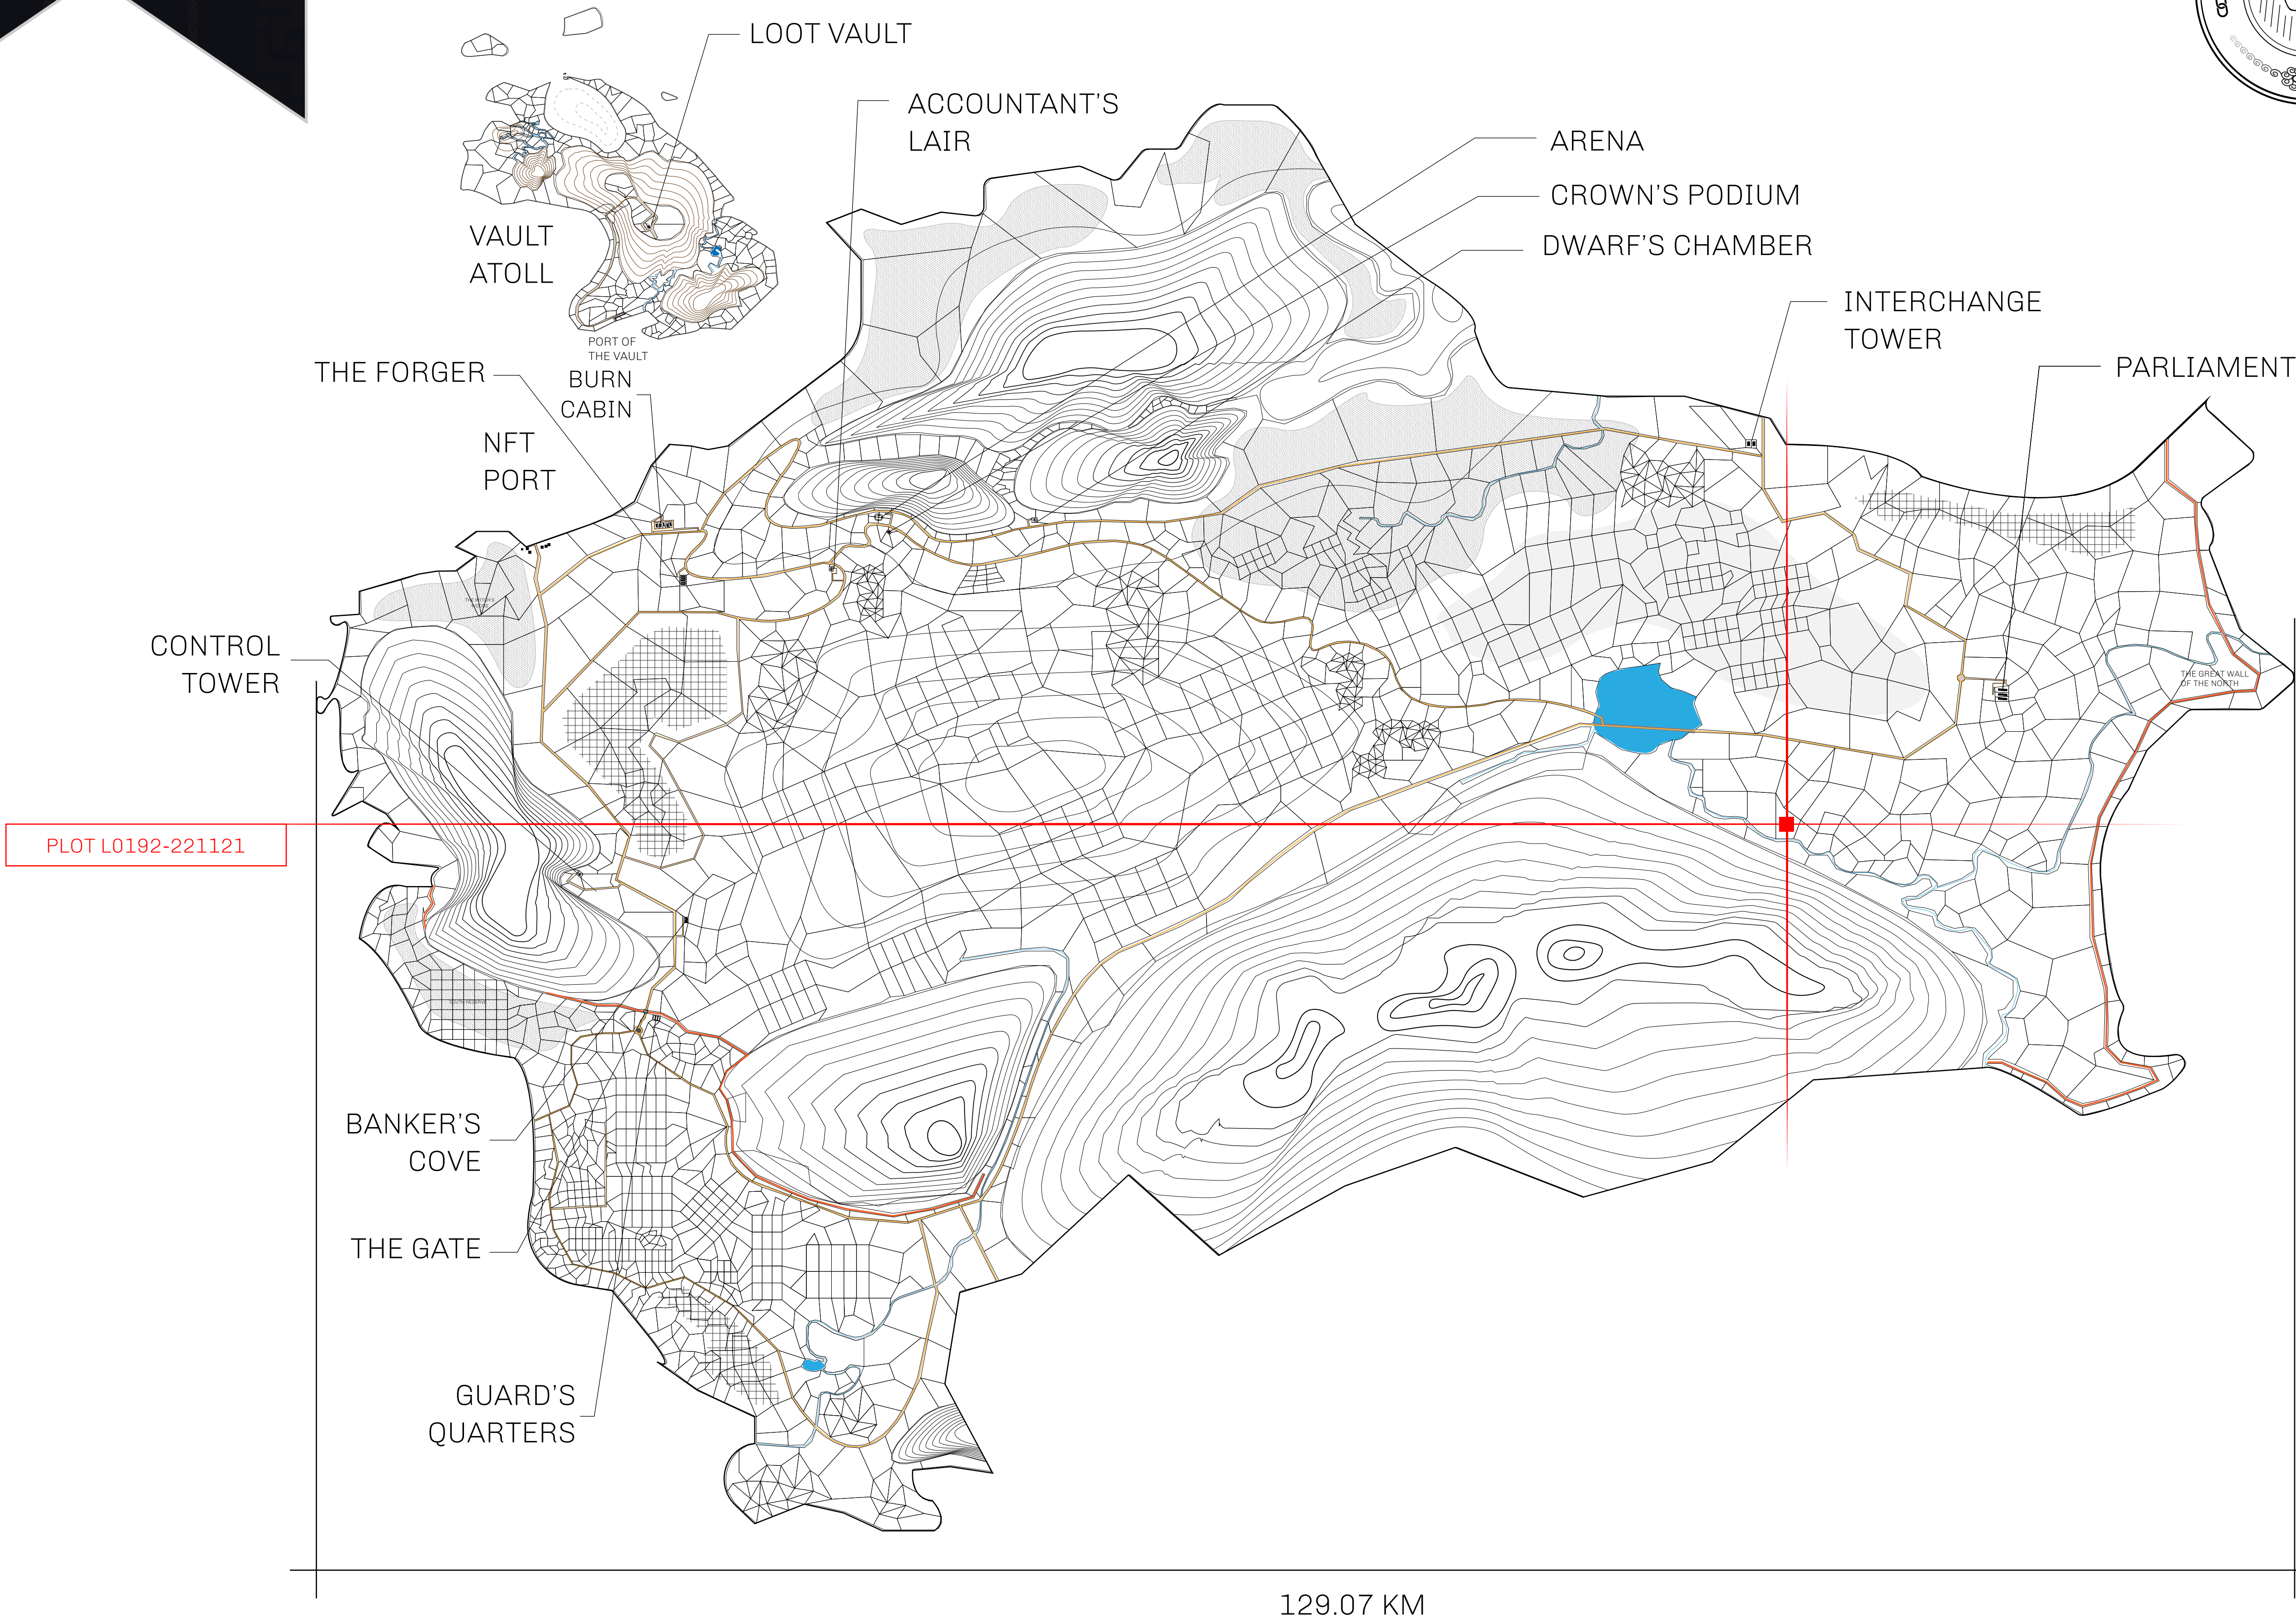 LOOT VAULT
ACCOUNTANT'S
LAIR
ARENA
CROWN'S PODIUM
DWARF'S CHAMBER
VAULT
ATOLL
INTERCHANGE
TOWER
PORT OF
THE VAULT
PARLIAMENT
THE FORGER
BURN
CABIN
NFT
PORT
CONTROL
TOWER
THE GREAT WALL
OF THE NORTH
PLOT L0192-221121
SOUTH RESERVE
BANKER'S
COVE
THE GATE
GUARD'S
QUARTERS
129.07 KM